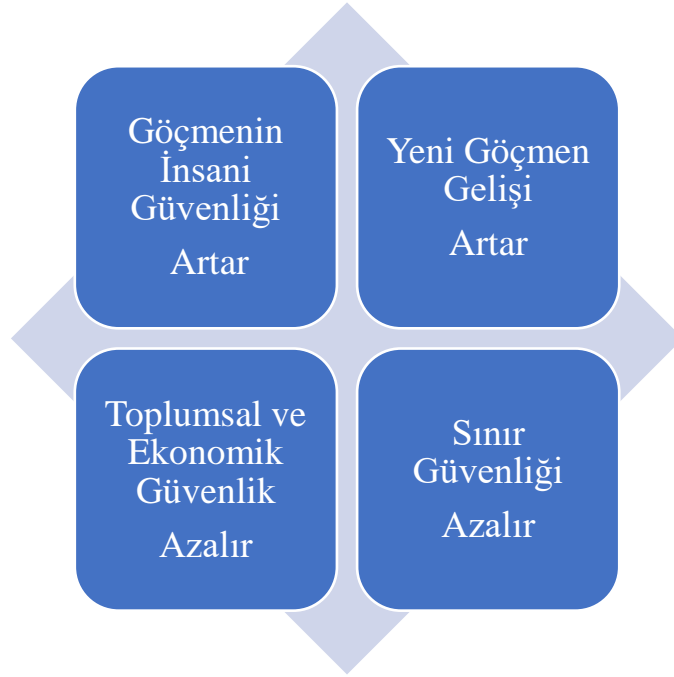 Göçmenin
İnsani
Güvenliği
Artar
Yeni Göçmen
Gelişi
Artar
Toplumsal ve
Ekonomik
Güvenlik
Azalır
Sınır
Güvenliği
Azalır